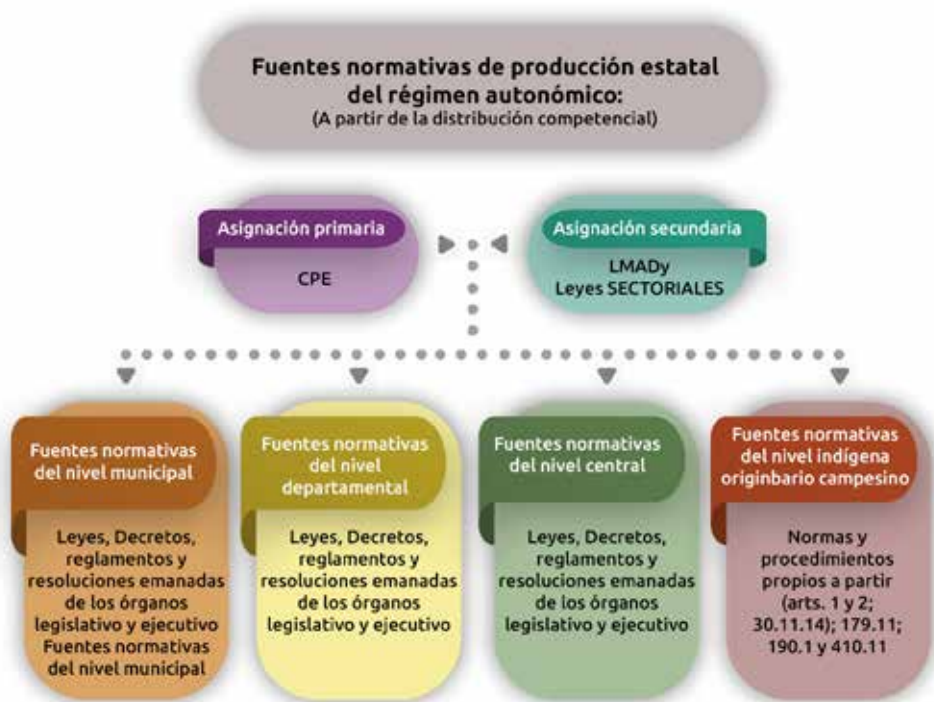 Fuentes normativas de producción estatal
del régimen autonómico:
(A partir de la distribución competencial)
Asignación primaria
CPE
Asignación secundaria
LMADy
Leyes SECTORIALES
Fuentes normativas
del nivel municipal
Leyes, Decretos,
reglamentos y
resoluciones emanadas
de los órganos
legislativo y ejecutivo
Fuentes normativas
del nivel municipal
Fuentes normativas
del nivel
departamental
Leyes, Decretos,
reglamentos y
resoluciones emanadas
de los órganos
legislativo y ejecutivo
Fuentes normativas
del nivel central
Leyes, Decretos,
reglamentos y
resoluciones emanadas
de los órganos
legislativo y ejecutivo
Fuentes normativas
del nivel indígena
originbario campesino
Normas y
procedimientos
propios a partir
(arts. 1 y 2;
30.11.14); 179.11;
190.1 y 410.11